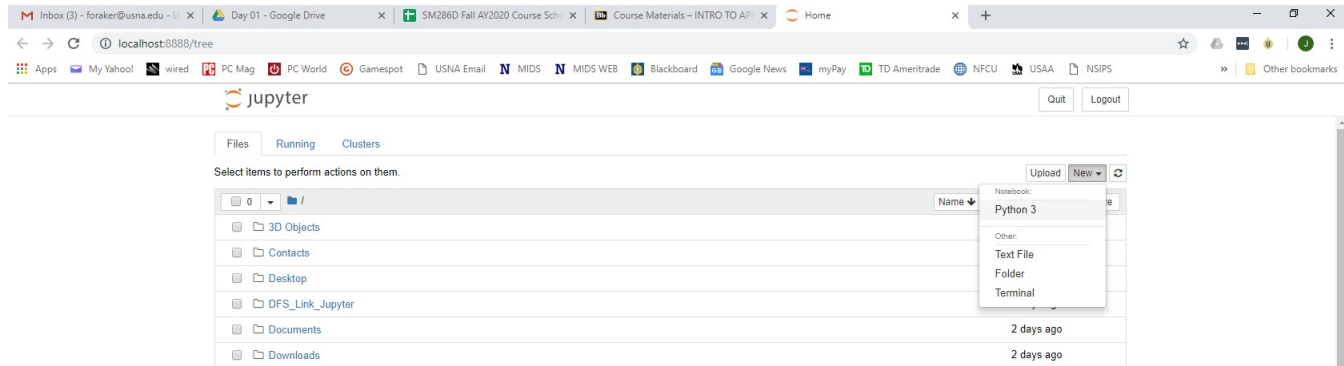 Inbox (3) - foraker@usna.edu - U
Day 01 - Google Drive
SM286D Fall AY2020 Course Sche
Bb Course Materials – INTRO TO API
Home
localhost:8888/tree
Apps My Yahoo! wired PC Mag PC World Gamespot USNA Email N MIDS N MIDS WEB Blackboard Google News myPay TD TD Ameritrade NFCU USAA NSIPS » Other bookmarks
jupyter
Quit Logout
Files Running Clusters
Select items to perform actions on them.
Upload New
0 /
Name
Notebook:
Python 3
Other:
Text File
Folder
Terminal
3D Objects
Contacts
Desktop
DFS_Link_Jupyter
Documents 2 days ago
Downloads 2 days ago